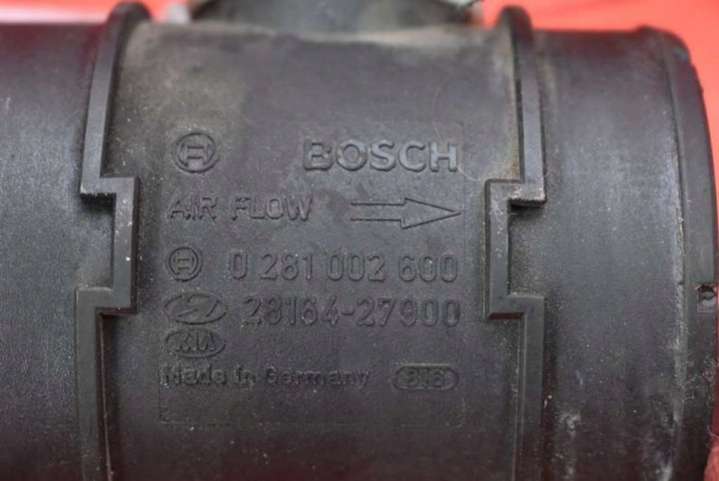 BOSCH
AIR FLOW
0 281 002 600
28164-27900
KIA
Made in Germany